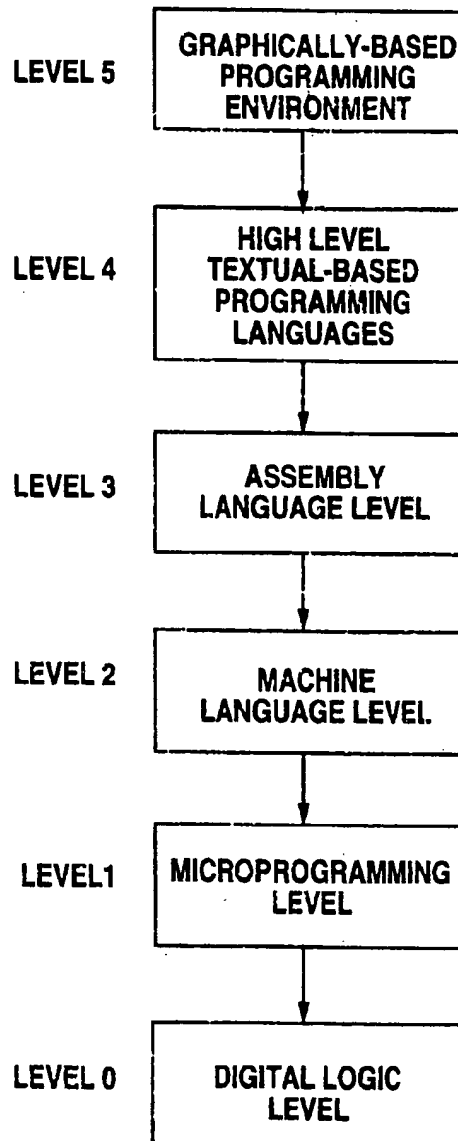 LEVEL 5
GRAPHICALLY-BASED
PROGRAMMING
ENVIRONMENT
LEVEL 4
HIGH LEVEL
TEXTUAL-BASED
PROGRAMMING
LANGUAGES
LEVEL 3
ASSEMBLY
LANGUAGE LEVEL
LEVEL 2
MACHINE
LANGUAGE LEVEL
LEVEL1
MICROPROGRAMMING
LEVEL
LEVEL 0
DIGITAL LOGIC
LEVEL